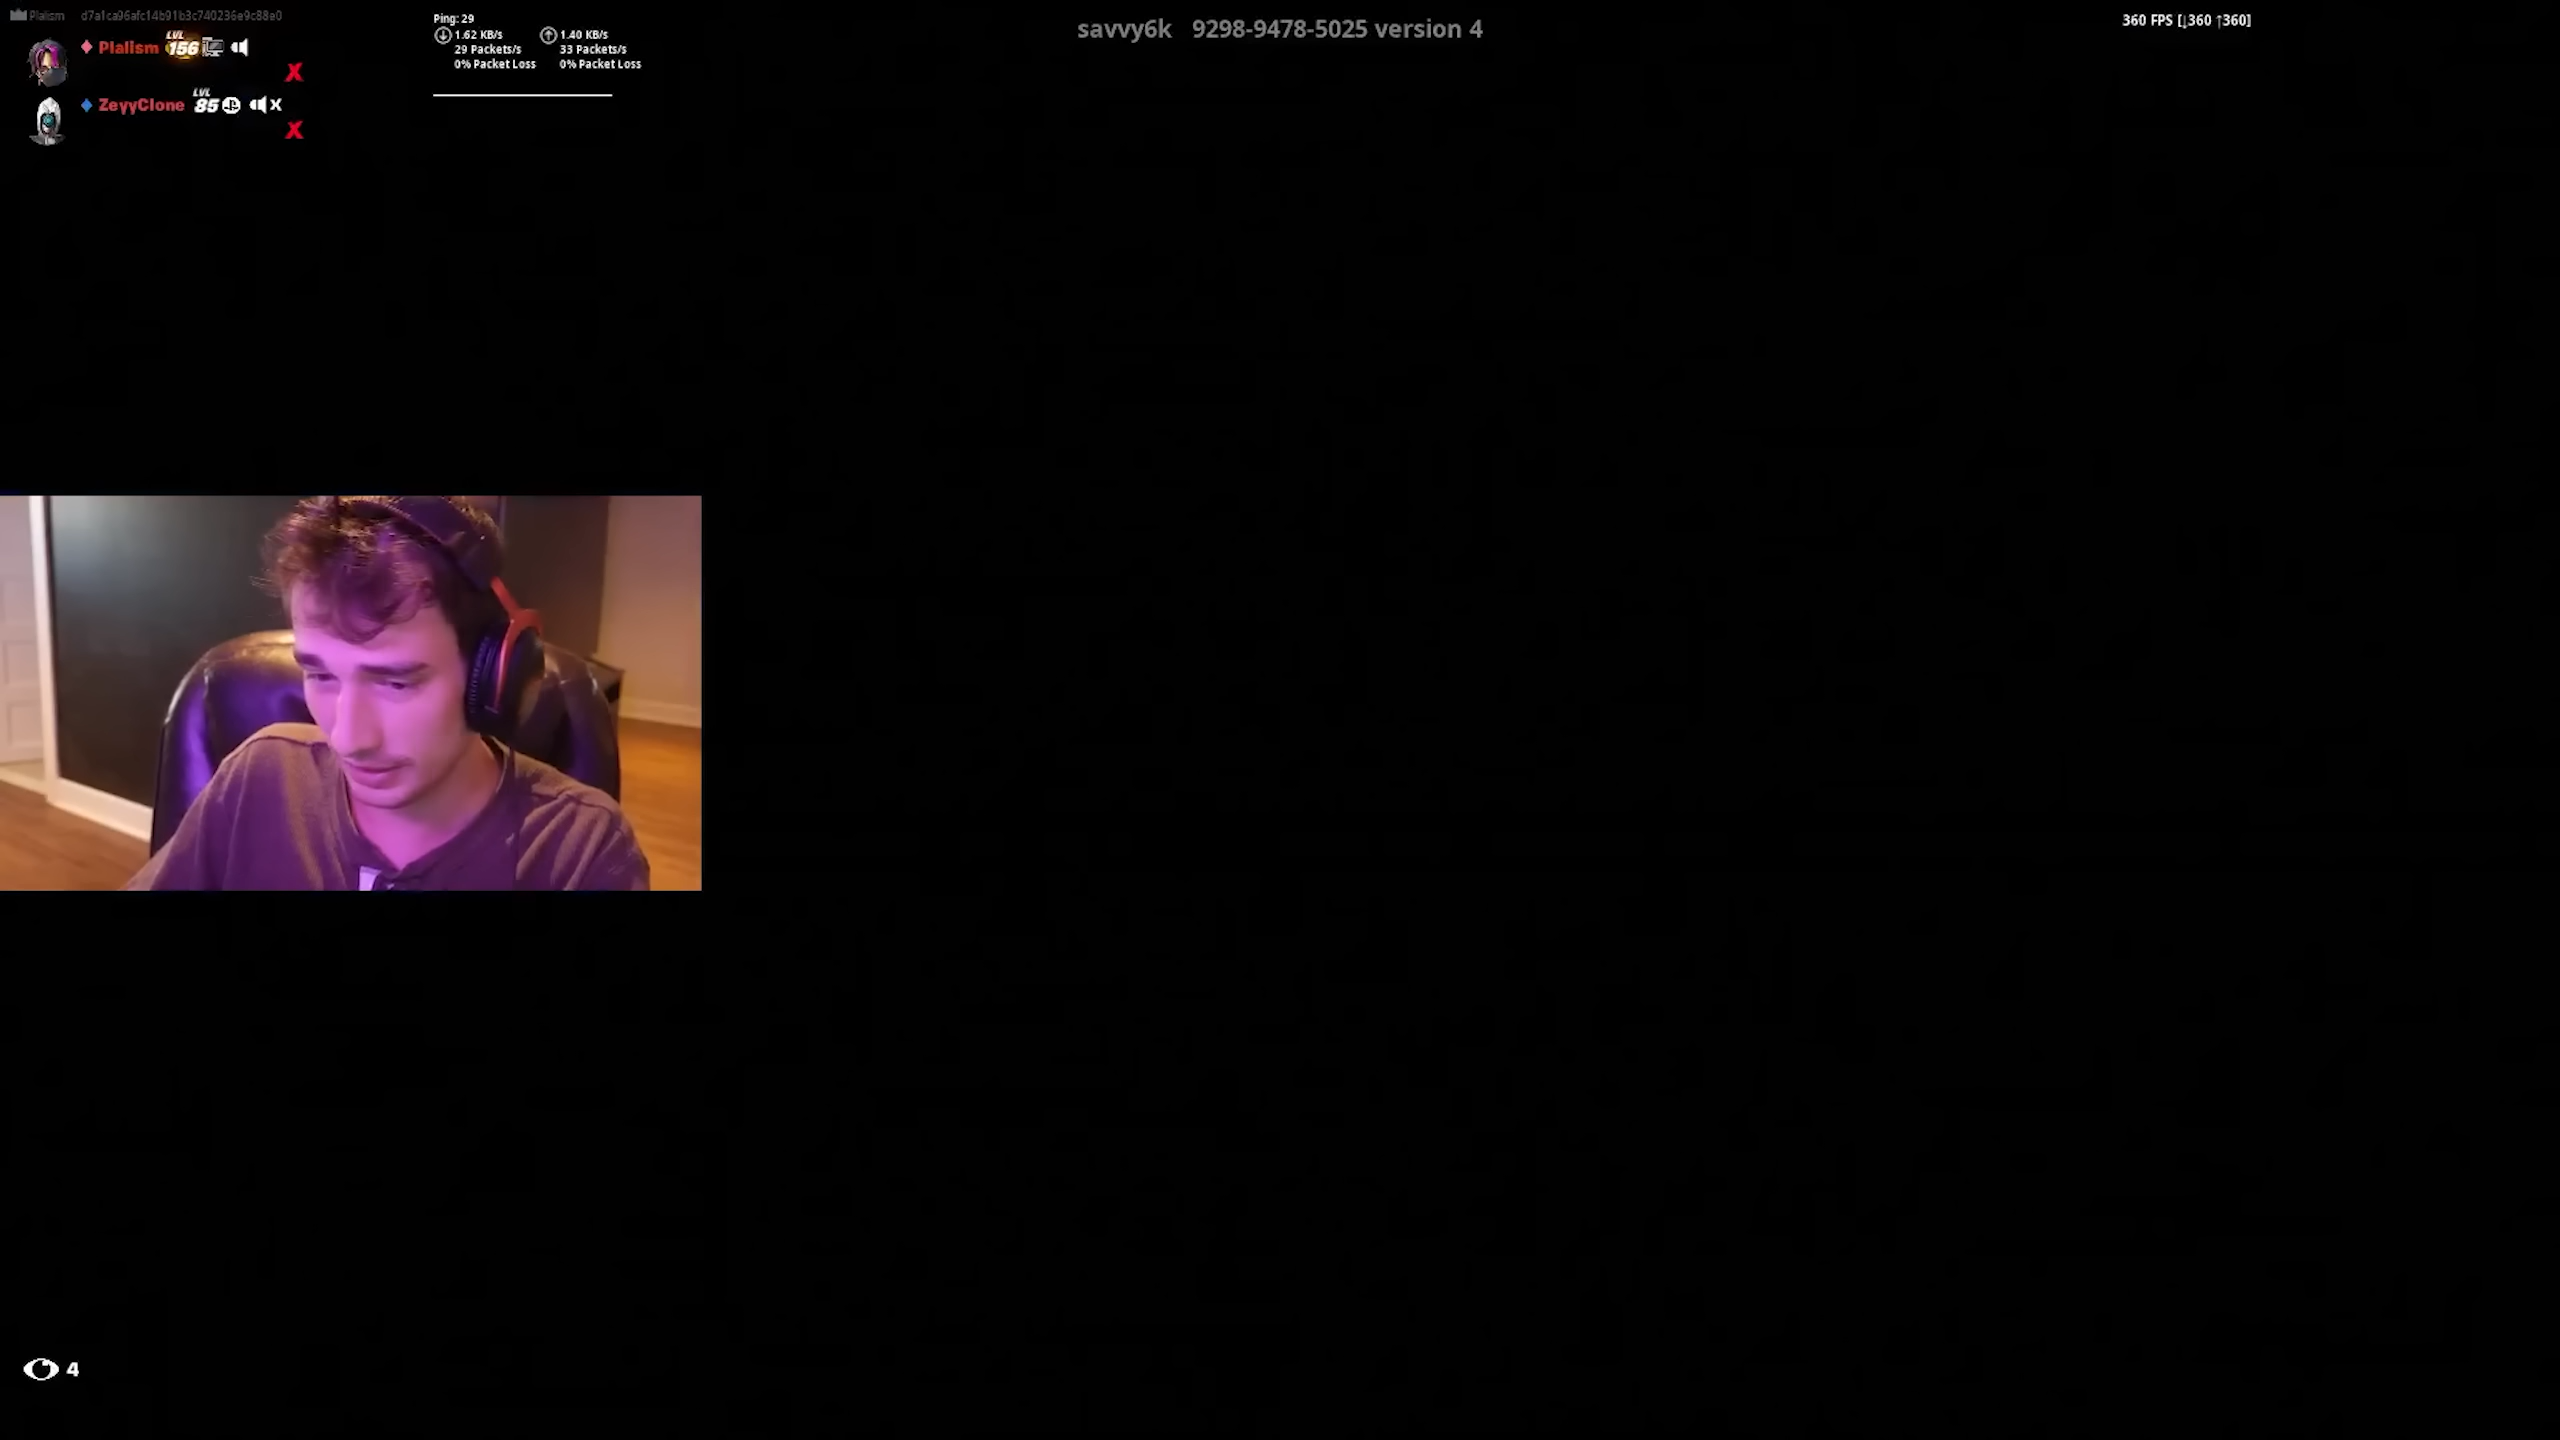 Plalism d7a1ca96afc14b91b3c740236e9c88e0
Plalism LVL 156
X
ZeyyClone LVL 85 X
X
Ping: 29
1.62 KB/s 1.40 KB/s
29 Packets/s 33 Packets/s
0% Packet Loss 0% Packet Loss
savvy6k 9298-9478-5025 version 4
360 FPS [↓360 ↑360]
4